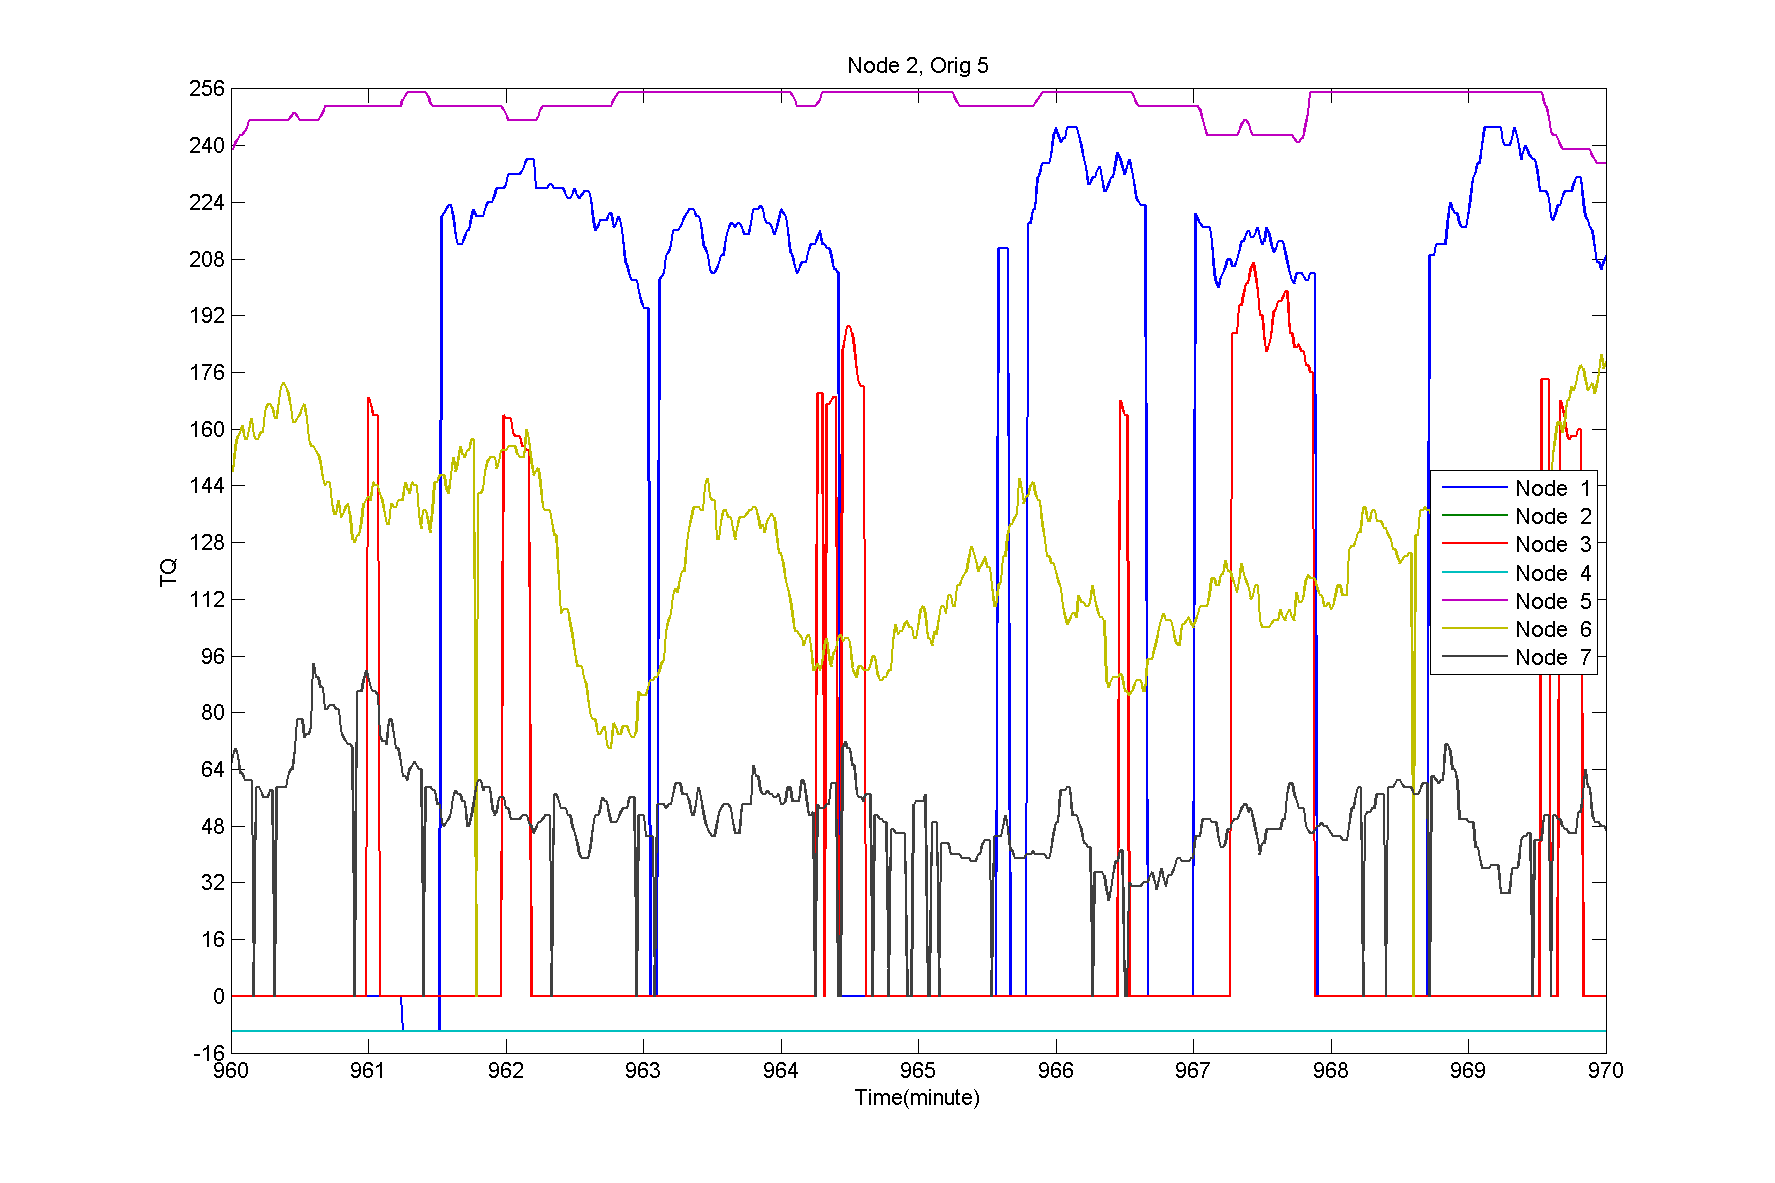 Node 2, Orig 5
256
240
224
208
192
176
160
144
128
112
96
80
64
48
32
16
0
-16
TQ
Node 1
Node 2
Node 3
Node 4
Node 5
Node 6
Node 7
960 961 962 963 964 965 966 967 968 969 970
Time(minute)